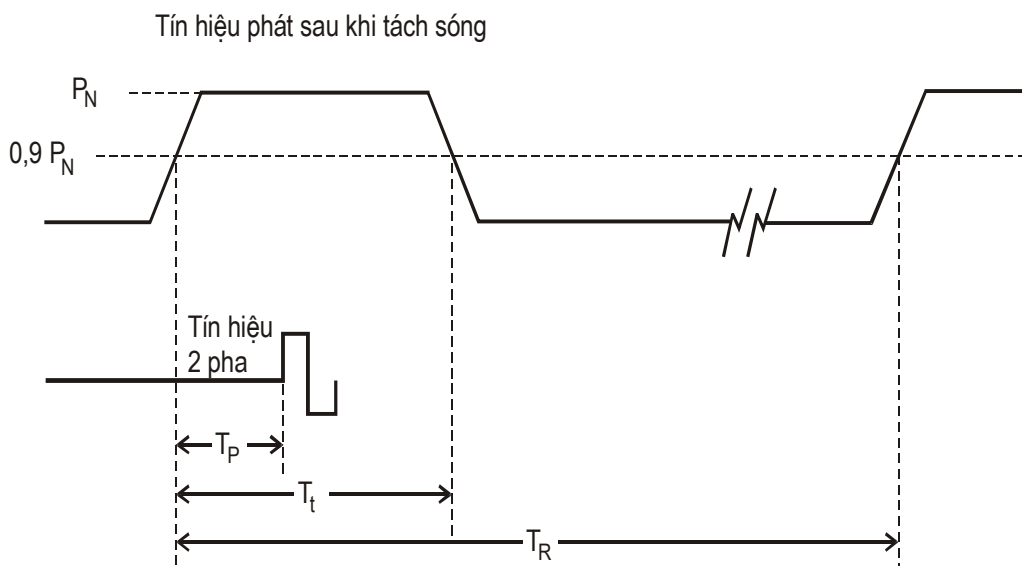 Tín hiệu phát sau khi tách sóng
P_N
0,9 P_N
Tín hiệu
2 pha
T_P
T_t
T_R